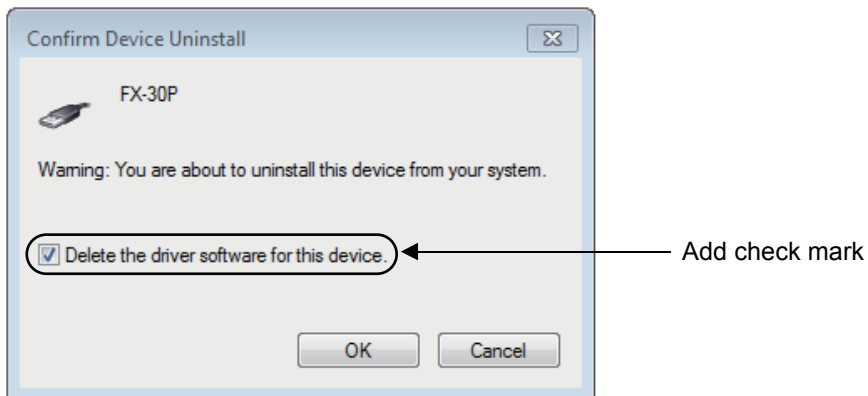 Confirm Device Uninstall
FX-30P
Warning: You are about to uninstall this device from your system.
Delete the driver software for this device.
Add check mark
OK
Cancel